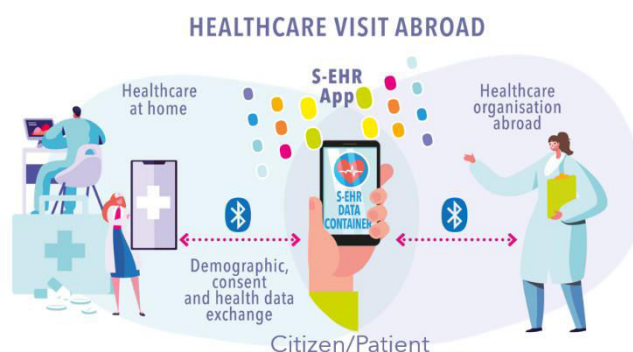 HEALTHCARE VISIT ABROAD
S-EHR
App
Healthcare
at home
Healthcare
organisation
abroad
S-EHR
DATA
CONTAINER
Demographic,
consent
and health data
exchange
Citizen/Patient